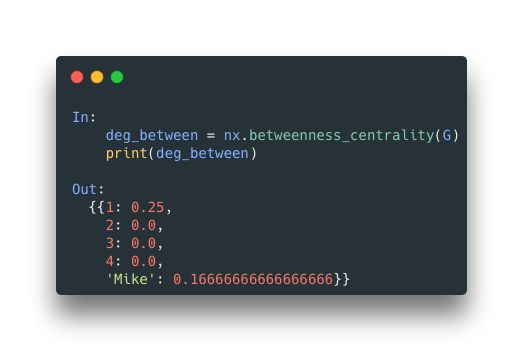 In:
deg_between = nx.betweenness_centrality(G)
print(deg_between)
Out:
{{1: 0.25,
2: 0.0,
3: 0.0,
4: 0.0,
'Mike': 0.16666666666666666}}